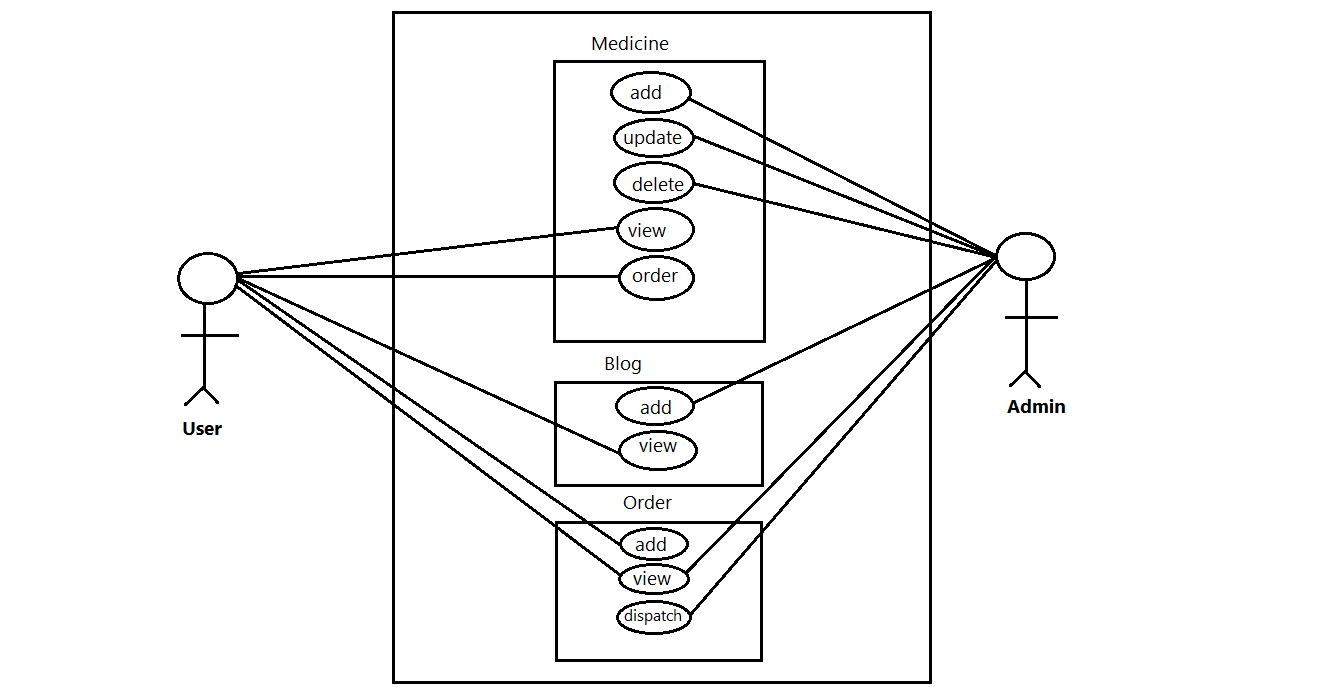 Medicine
add
update
delete
view
order
Blog
add
view
Order
add
view
dispatch
User
Admin